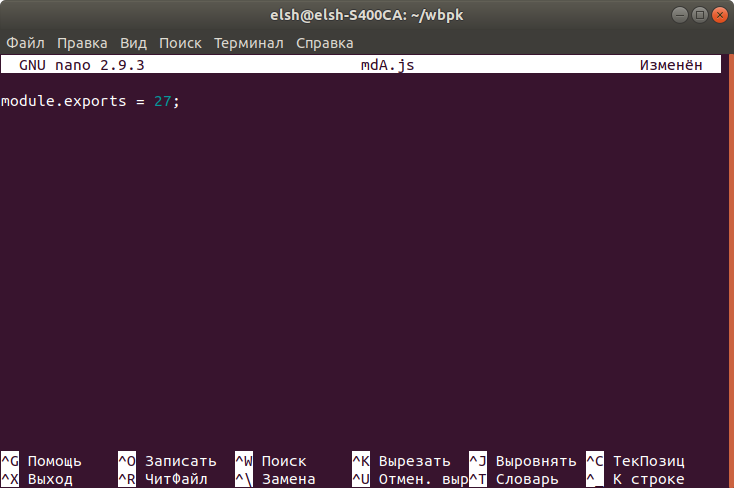 elsh@elsh-S400CA: ~/wbpk
Файл Правка Вид Поиск Терминал Справка
GNU nano 2.9.3 mdA.js Изменён
module.exports = 27;
^G Помощь ^O Записать ^W Поиск ^K Вырезать ^J Выровнять ^C ТекПозиц
^X Выход ^R ЧитФайл ^\ Замена ^U Отмен. выр^T Словарь ^_ К строке